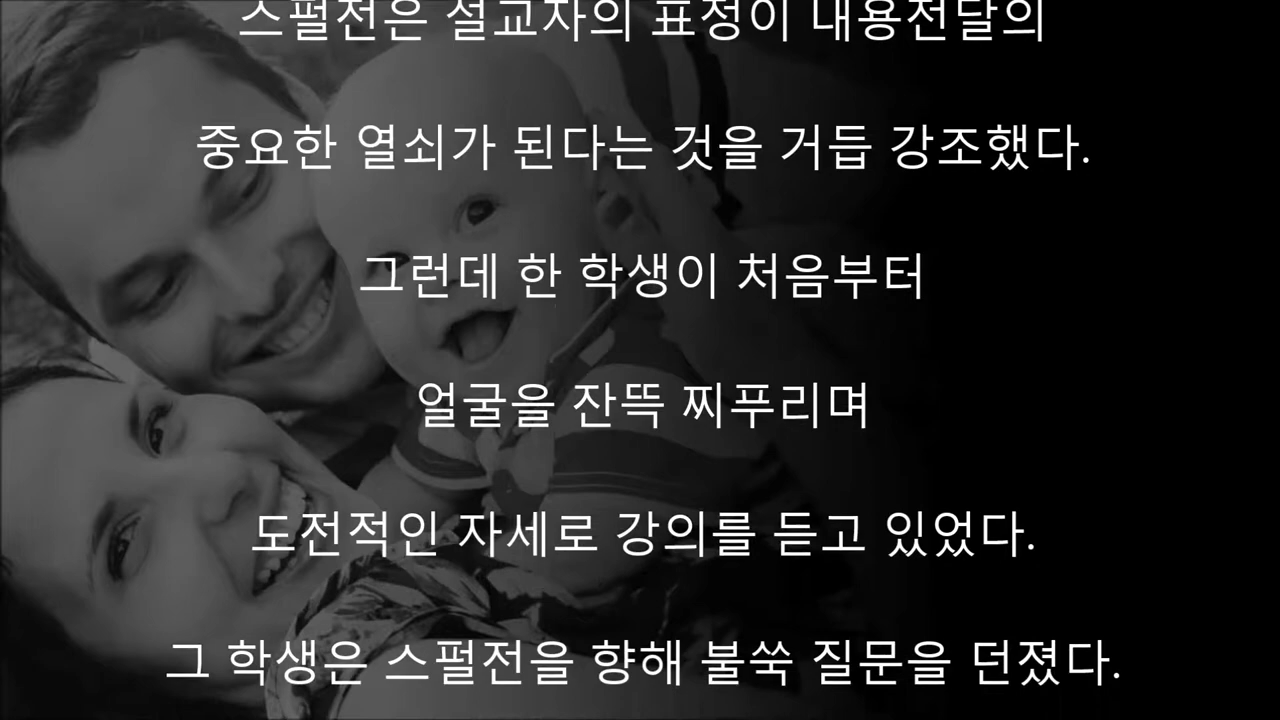 스펄전은 설교자의 표정이 내용전달의
중요한 열쇠가 된다는 것을 거듭 강조했다.
그런데 한 학생이 처음부터
얼굴을 잔뜩 찌푸리며
도전적인 자세로 강의를 듣고 있었다.
그 학생은 스펄전을 향해 불쑥 질문을 던졌다.